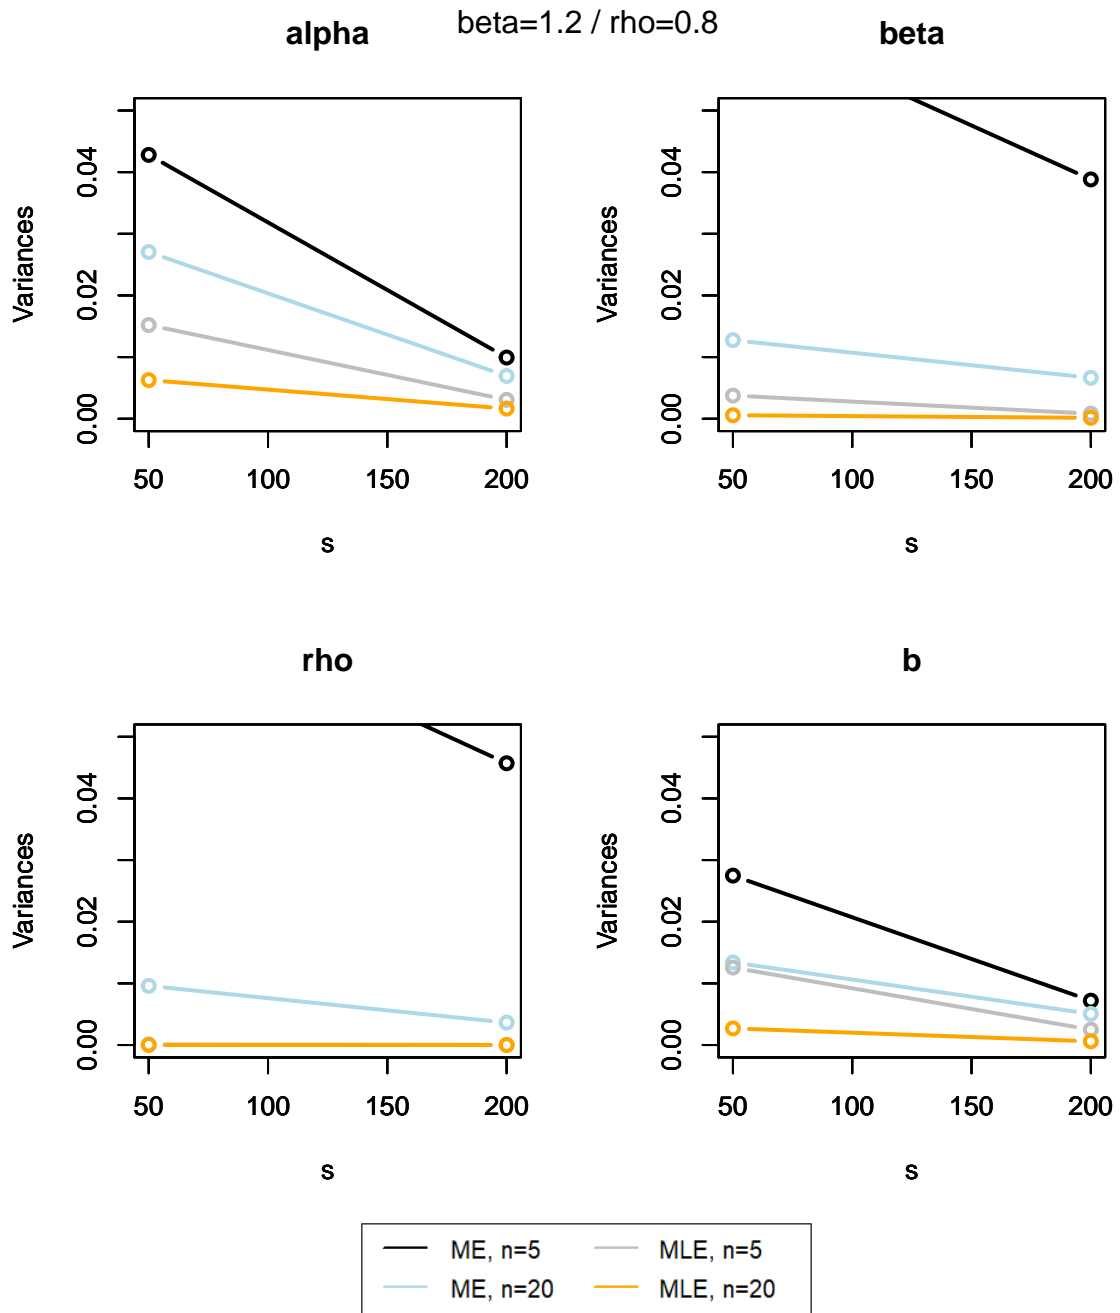 beta=1.2 / rho=0.8
alpha
beta
Variances
0.00 0.02 0.04
50 100 150 200
s
Variances
0.00 0.02 0.04
50 100 150 200
s
rho
b
Variances
0.00 0.02 0.04
50 100 150 200
s
Variances
0.00 0.02 0.04
50 100 150 200
s
ME, n=5 MLE, n=5
ME, n=20 MLE, n=20